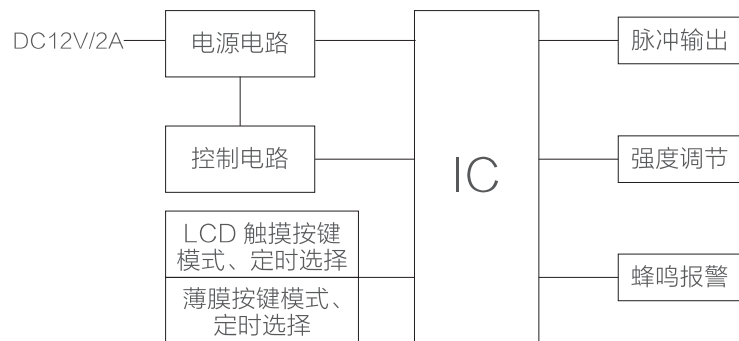 DC12V/2A
电源电路
控制电路
LCD 触摸按键
模式、定时选择
薄膜按键模式、
定时选择
IC
脉冲输出
强度调节
蜂鸣报警